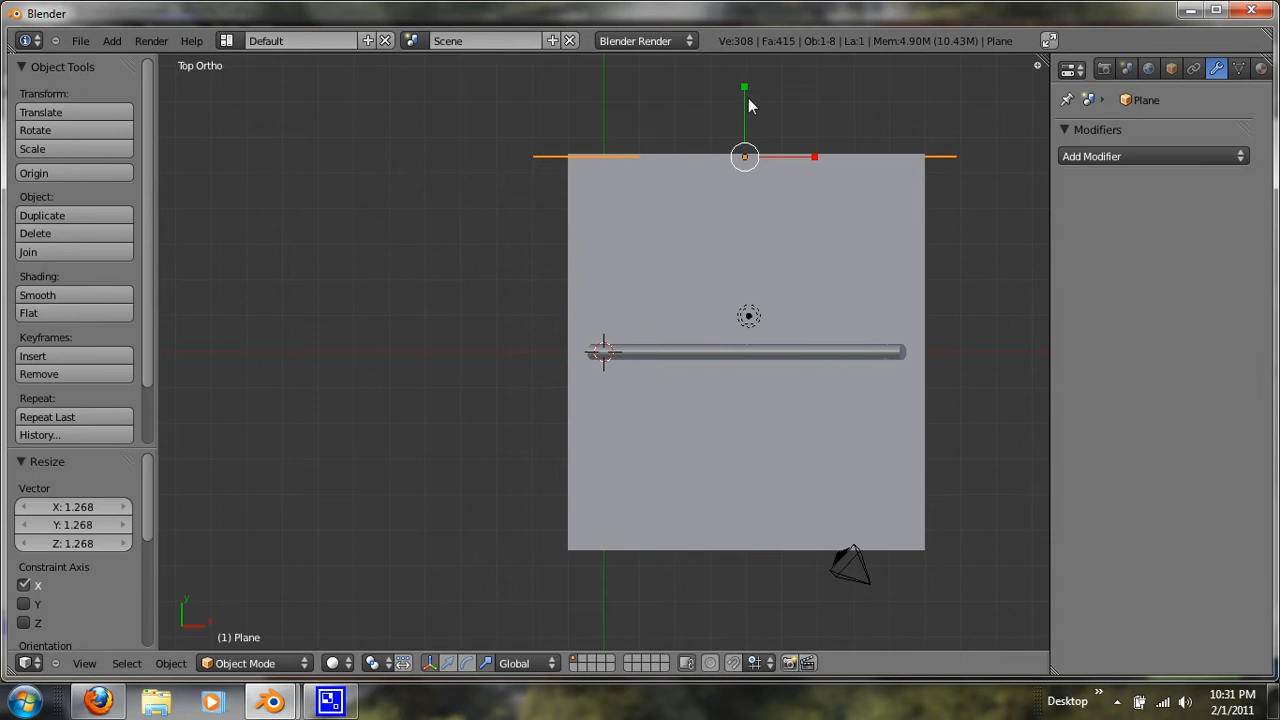 Blender
File Add Render Help Default Scene Blender Render Ve:308 | Fa:415 | Ob:1-8 | La:1 | Mem:4.90M (10.43M) | Plane
Object Tools
Transform:
Translate
Rotate
Scale
Origin
Object:
Duplicate
Delete
Join
Shading:
Smooth
Flat
Keyframes:
Insert
Remove
Repeat:
Repeat Last
History...
Resize
Vector
X: 1.268
Y: 1.268
Z: 1.268
Constraint Axis
X
Y
Z
Orientation
Top Ortho
y
x
(1) Plane
View Select Object Object Mode Global
Plane
Modifiers
Add Modifier
Desktop
10:31 PM
2/1/2011